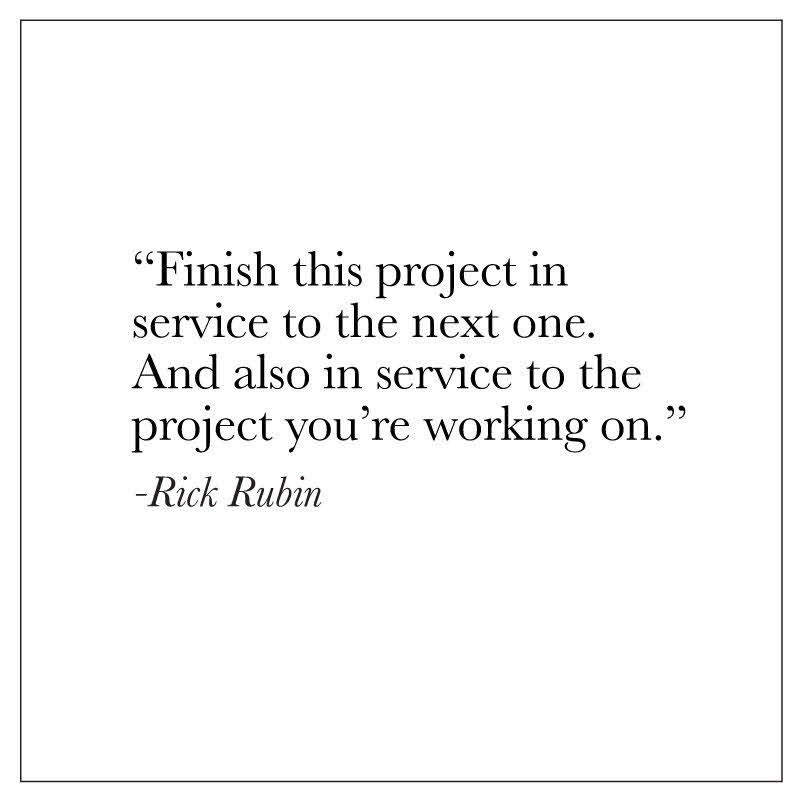 “Finish this project in
service to the next one.
And also in service to the
project you’re working on.”
-Rick Rubin